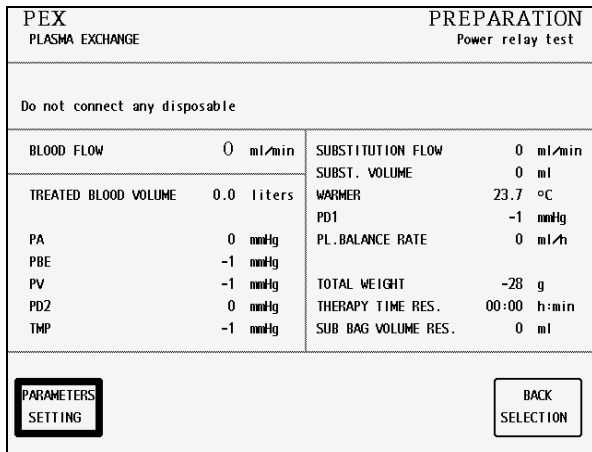 PEX
PREPARATION
PLASMA EXCHANGE
Power relay test
Do not connect any disposable
BLOOD FLOW 0 ml/min
SUBSTITUTION FLOW 0 ml/min
SUBST. VOLUME 0 ml
TREATED BLOOD VOLUME 0.0 liters
WARMER 23.7 °C
PD1 -1 mmHg
PA 0 mmHg
PL.BALANCE RATE 0 ml/h
PBE -1 mmHg
PV -1 mmHg
TOTAL WEIGHT -28 g
PD2 0 mmHg
THERAPY TIME RES. 00:00 h:min
TMP -1 mmHg
SUB BAG VOLUME RES. 0 ml
PARAMETERS
SETTING
BACK
SELECTION